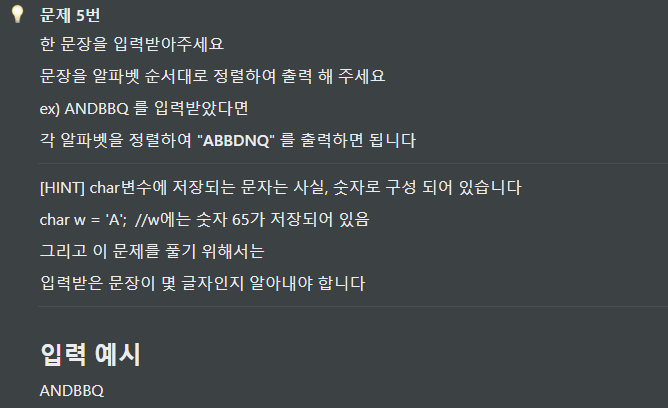 문제 5번
한 문장을 입력받아주세요
문장을 알파벳 순서대로 정렬하여 출력 해 주세요
ex) ANDBBQ 를 입력받았다면
각 알파벳을 정렬하여 "ABBDNQ" 를 출력하면 됩니다
[HINT] char변수에 저장되는 문자는 사실, 숫자로 구성 되어 있습니다
char w = 'A'; //w에는 숫자 65가 저장되어 있음
그리고 이 문제를 풀기 위해서는
입력받은 문장이 몇 글자인지 알아내야 합니다
입력 예시
ANDBBQ